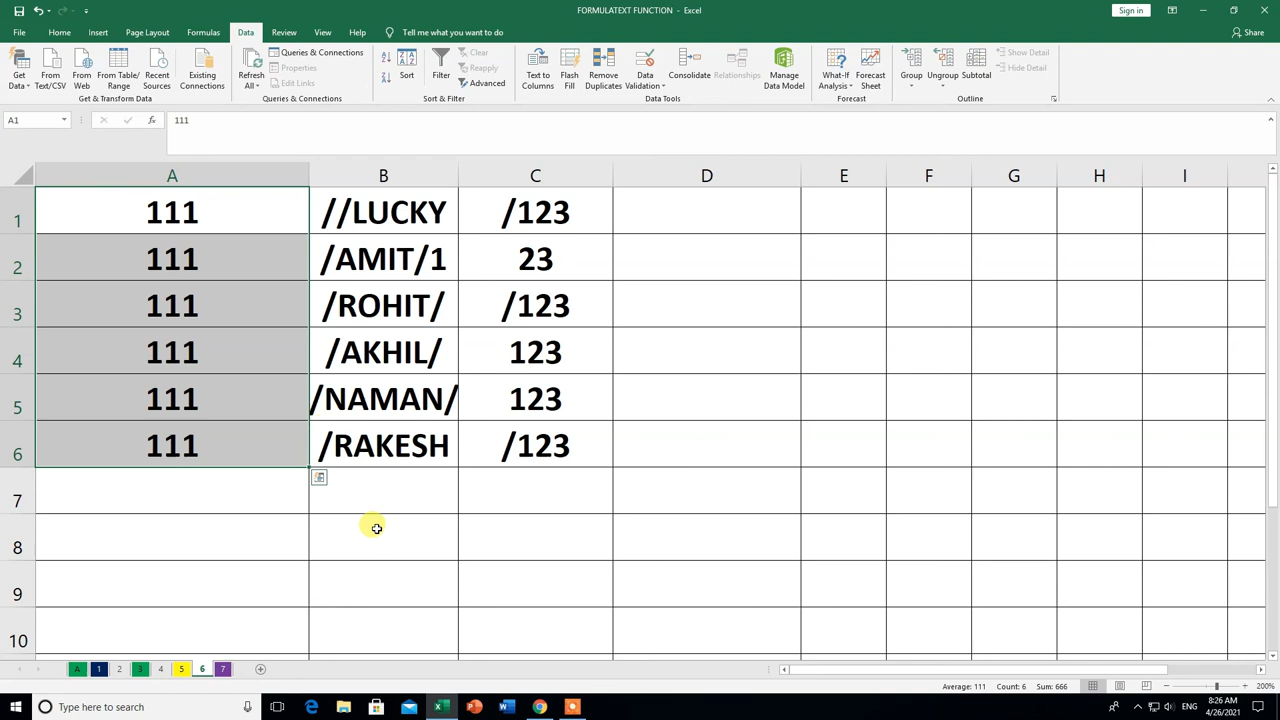 FORMULATEXT FUNCTION - Excel
Sign in
File Home Insert Page Layout Formulas Data Review View Help Tell me what you want to do
Share
Get Data
From Text/CSV
From Web
From Table/ Range
Recent Sources
Existing Connections
Get & Transform Data
Refresh All
Queries & Connections
Properties
Edit Links
Queries & Connections
Sort
Filter
Clear
Reapply
Advanced
Sort & Filter
Text to Columns
Flash Fill
Remove Duplicates
Data Validation
Consolidate
Relationships
Manage Data Model
Data Tools
What-If Analysis
Forecast Sheet
Forecast
Group
Ungroup
Subtotal
Show Detail
Hide Detail
Outline
A1 fx 111
A B C D E F G H I
1 111 //LUCKY /123
2 111 /AMIT/1 23
3 111 /ROHIT/ /123
4 111 /AKHIL/ 123
5 111 /NAMAN/ 123
6 111 /RAKESH /123
7
8
9
10
A 1 2 3 4 5 6 7
Average: 111 Count: 6 Sum: 666 200%
Type here to search
ENG
8:26 AM
4/26/2021